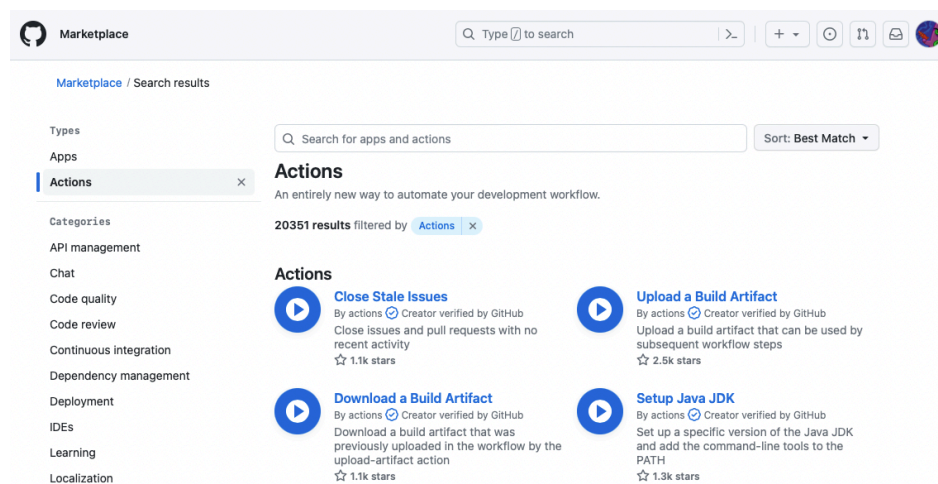 Marketplace
Type / to search
Marketplace / Search results
Types
Apps
Actions
Categories
API management
Chat
Code quality
Code review
Continuous integration
Dependency management
Deployment
IDEs
Learning
Localization
Search for apps and actions
Sort: Best Match
Actions
An entirely new way to automate your development workflow.
20351 results filtered by Actions
Actions
Close Stale Issues
By actions Creator verified by GitHub
Close issues and pull requests with no
recent activity
1.1k stars
Upload a Build Artifact
By actions Creator verified by GitHub
Upload a build artifact that can be used by
subsequent workflow steps
2.5k stars
Download a Build Artifact
By actions Creator verified by GitHub
Download a build artifact that was
previously uploaded in the workflow by the
upload-artifact action
1.1k stars
Setup Java JDK
By actions Creator verified by GitHub
Set up a specific version of the Java JDK
and add the command-line tools to the
PATH
1.3k stars